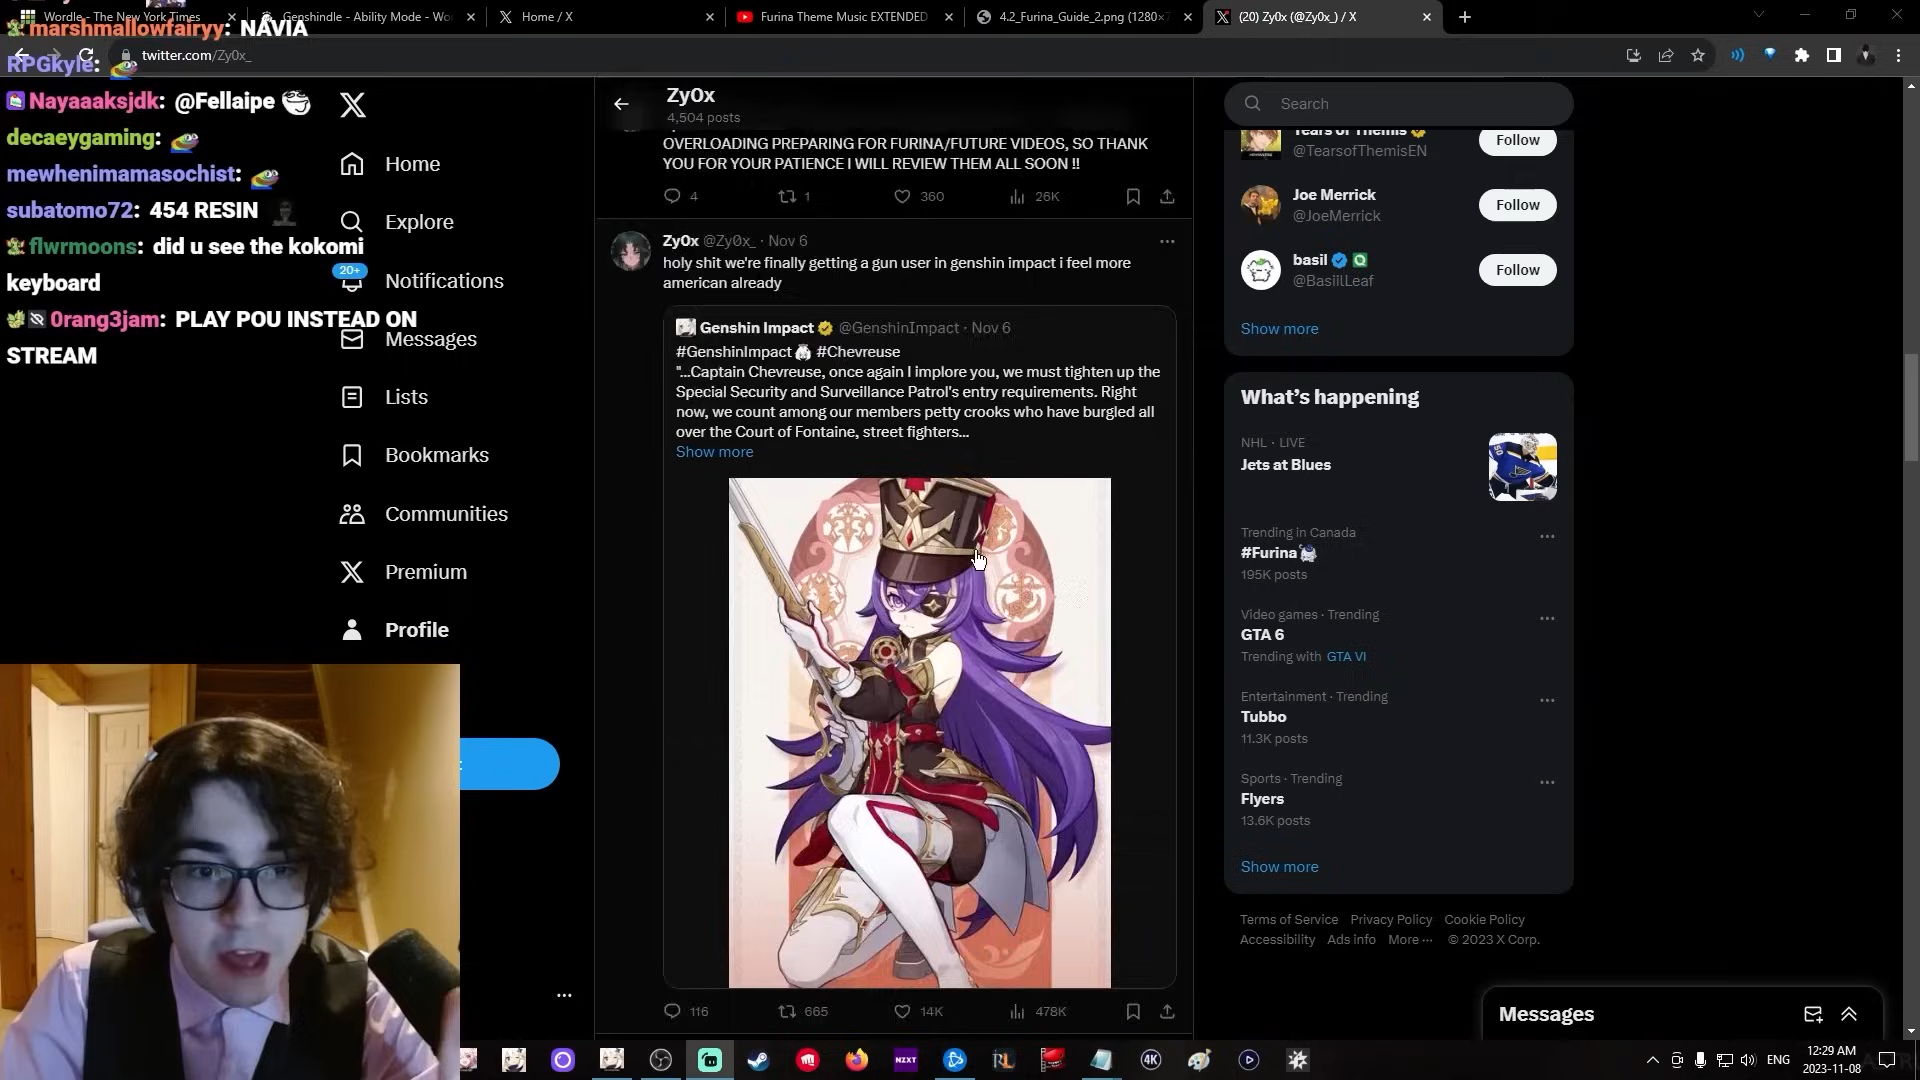 Wordle - The New York Times
Genshindle - Ability Mode - Wo
Home / X
Furina Theme Music EXTENDED
4.2_Furina_Guide_2.png (1280×7
(20) Zy0x (@Zy0x_) / X
twitter.com/Zy0x_
marshmallowfairyy: NAVIA
RPGkyle:
Nayaaaksjdk: @Fellaipe
decaeygaming:
mewhenimamasochist:
subatomo72: 454 RESIN
flwrmoons: did u see the kokomi
keyboard
0rang3jam: PLAY POU INSTEAD ON
STREAM
Home
Explore
20+
Notifications
Messages
Lists
Bookmarks
Communities
Premium
Profile
Zy0x
4,504 posts
OVERLOADING PREPARING FOR FURINA/FUTURE VIDEOS, SO THANK
YOU FOR YOUR PATIENCE I WILL REVIEW THEM ALL SOON !!
4 1 360 26K
Zy0x @Zy0x_ · Nov 6
holy shit we're finally getting a gun user in genshin impact i feel more
american already
Genshin Impact @GenshinImpact · Nov 6
#GenshinImpact #Chevreuse
"...Captain Chevreuse, once again I implore you, we must tighten up the
Special Security and Surveillance Patrol's entry requirements. Right
now, we count among our members petty crooks who have burgled all
over the Court of Fontaine, street fighters...
Show more
116 665 14K 478K
Search
Tears of Themis
@TearsofThemisEN
Follow
Joe Merrick
@JoeMerrick
Follow
basil
@BasiilLeaf
Follow
Show more
What's happening
NHL · LIVE
Jets at Blues
Trending in Canada
#Furina
195K posts
Video games · Trending
GTA 6
Trending with GTA VI
Entertainment · Trending
Tubbo
11.3K posts
Sports · Trending
Flyers
13.6K posts
Show more
Terms of Service Privacy Policy Cookie Policy
Accessibility Ads info More ··· © 2023 X Corp.
Messages
NZXT
RL
4K
ENG
12:29 AM
2023-11-08